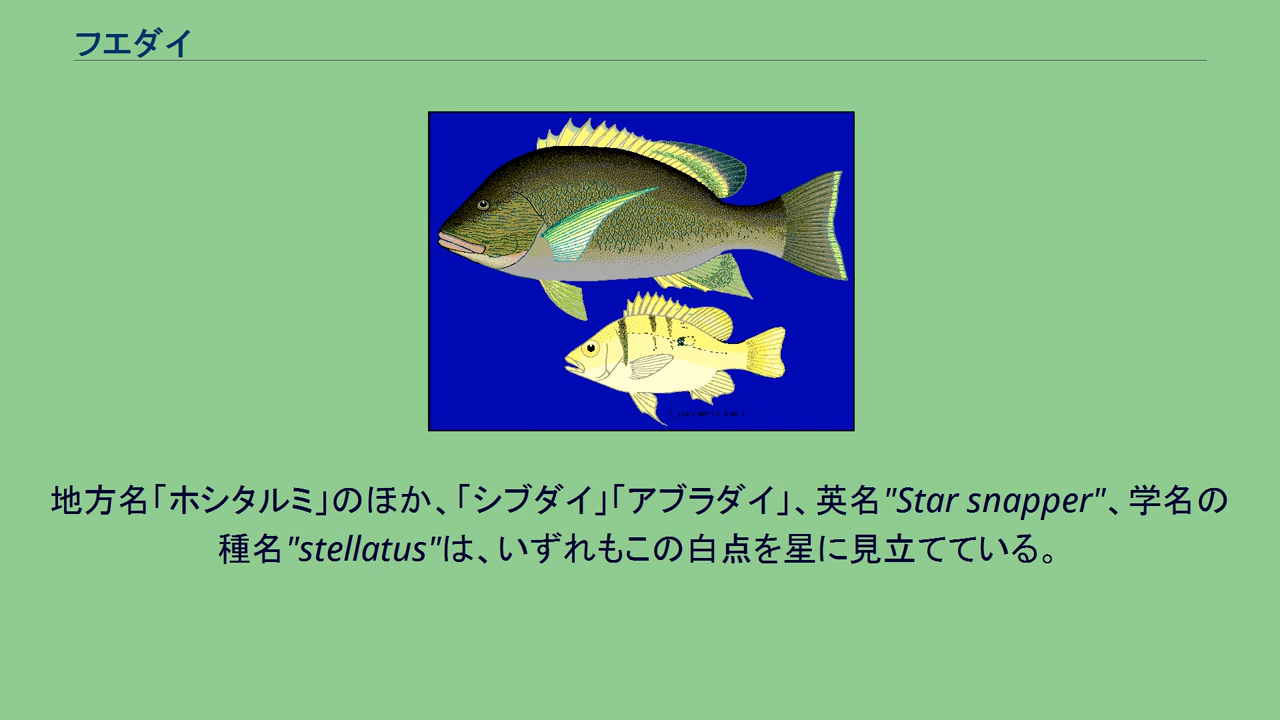 フエダイ
地方名「ホシタルミ」のほか、「シブダイ」「アブラダイ」、英名"Star snapper"、学名の
種名"stellatus"は、いずれもこの白点を星に見立てている。